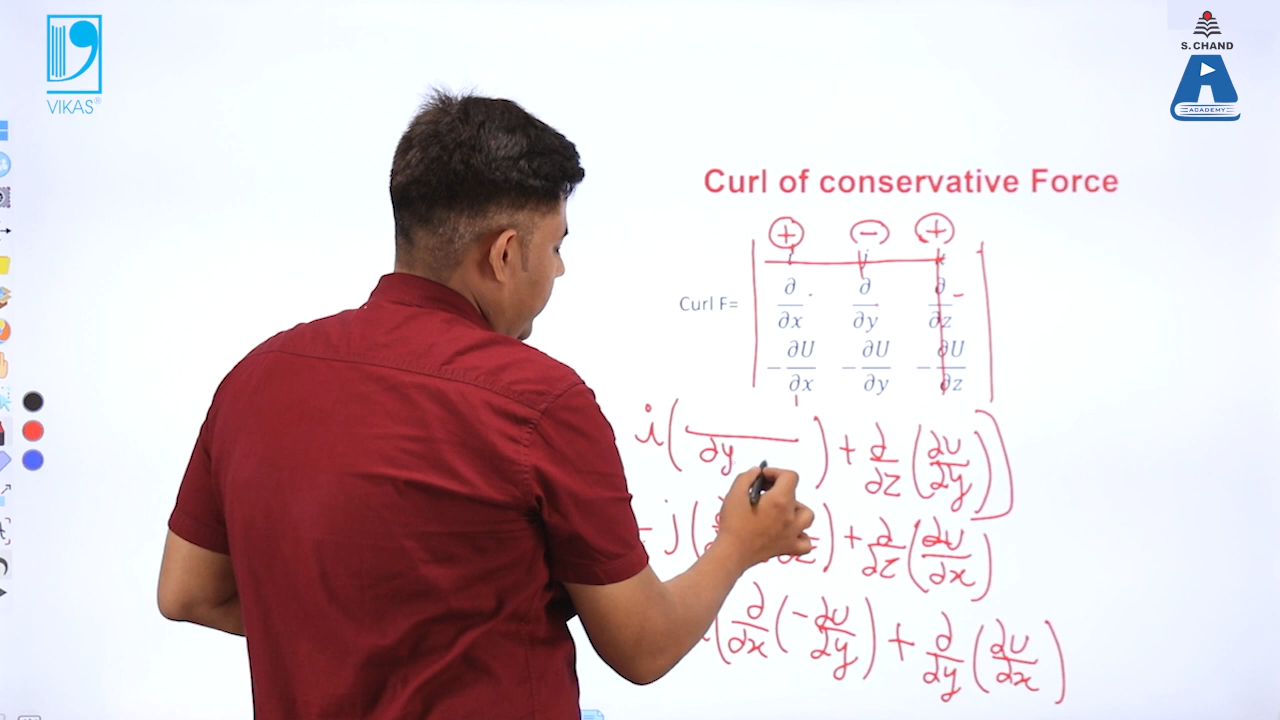 VIKAS®
S. CHAND
ACADEMY
Curl of conservative Force
+ − +
i j k
Curl F= ∂/∂x ∂/∂y ∂/∂z
−∂U/∂x −∂U/∂y −∂U/∂z
i( /∂y ) + ∂/∂z (∂U/∂y)
- j( ) + ∂/∂z (∂U/∂x)
(∂/∂x (−∂U/∂y) + ∂/∂y (∂U/∂x))